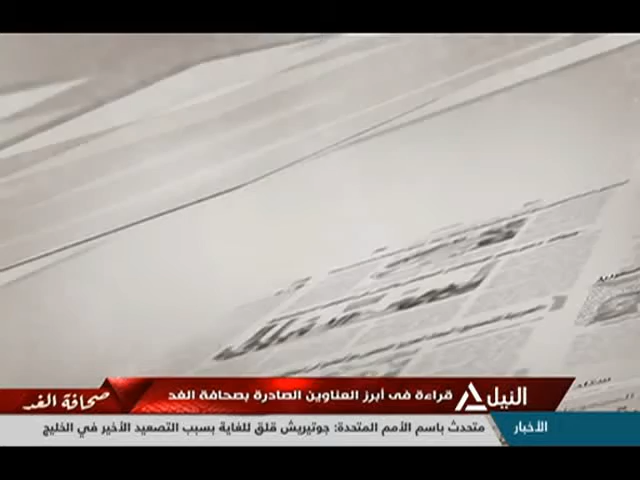 النيل
قراءة فى أبرز العناوين الصادرة بصحافة الغد
صحافة الغد
الأخبار
متحدث باسم الأمم المتحدة: جوتيريش قلق للغاية بسبب التصعيد الأخير في الخليج